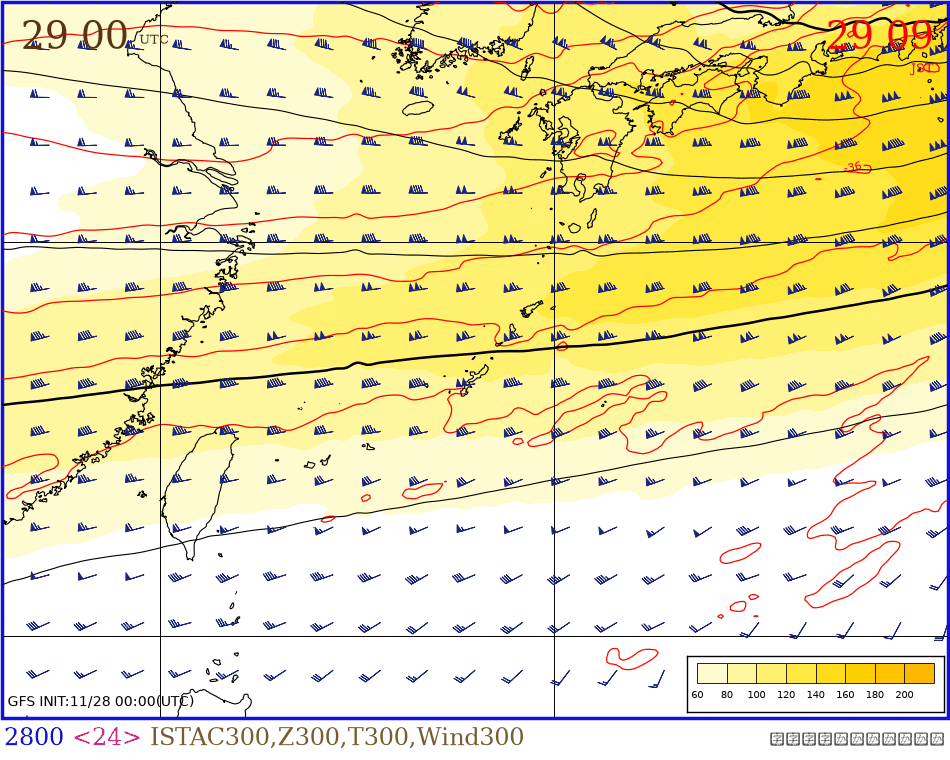 29 00 UTC
29 09
JST
-36
GFS INIT:11/28 00:00(UTC)
60 80 100 120 140 160 180 200
2800 <24> ISTAC300,Z300,T300,Wind300